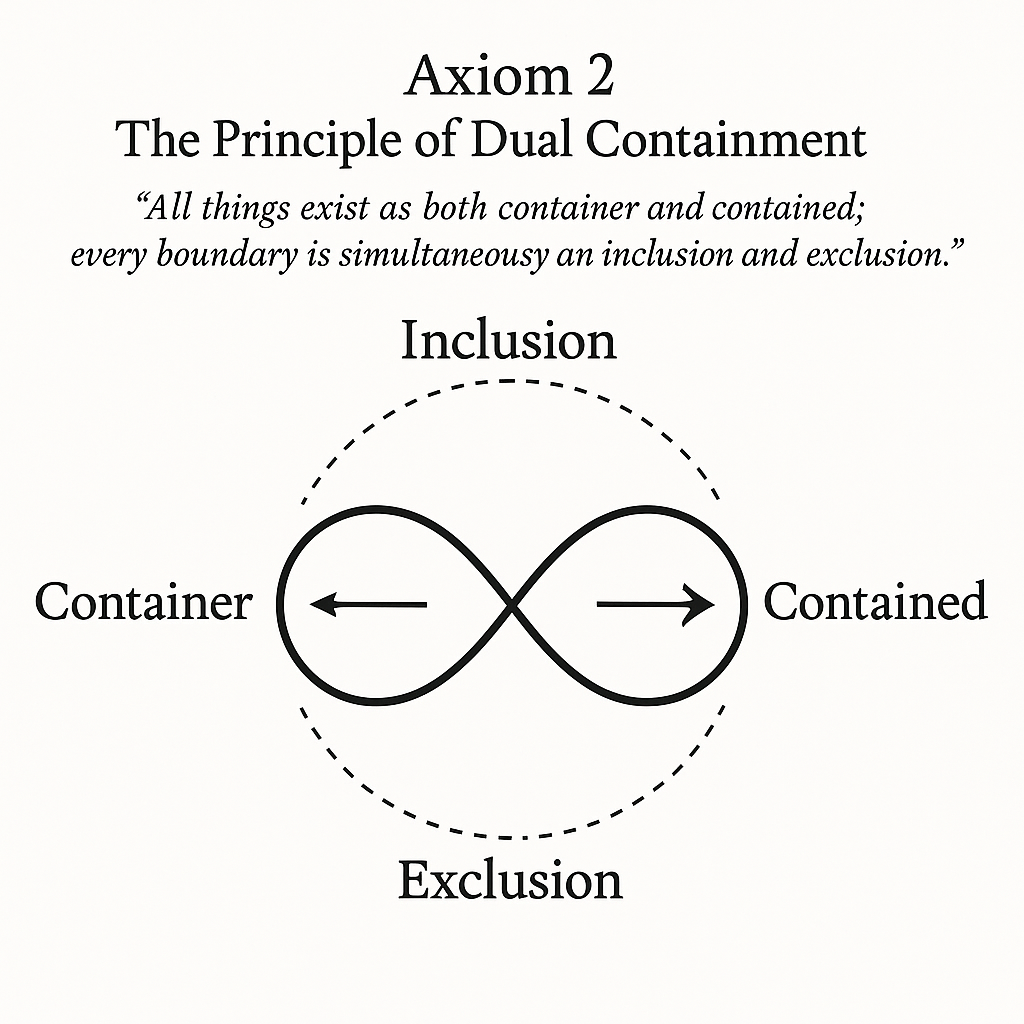 Axiom 2
The Principle of Dual Containment
“All things exist as both container and contained;
every boundary is simultaneousy an inclusion and exclusion.”
Inclusion
Container
Contained
Exclusion